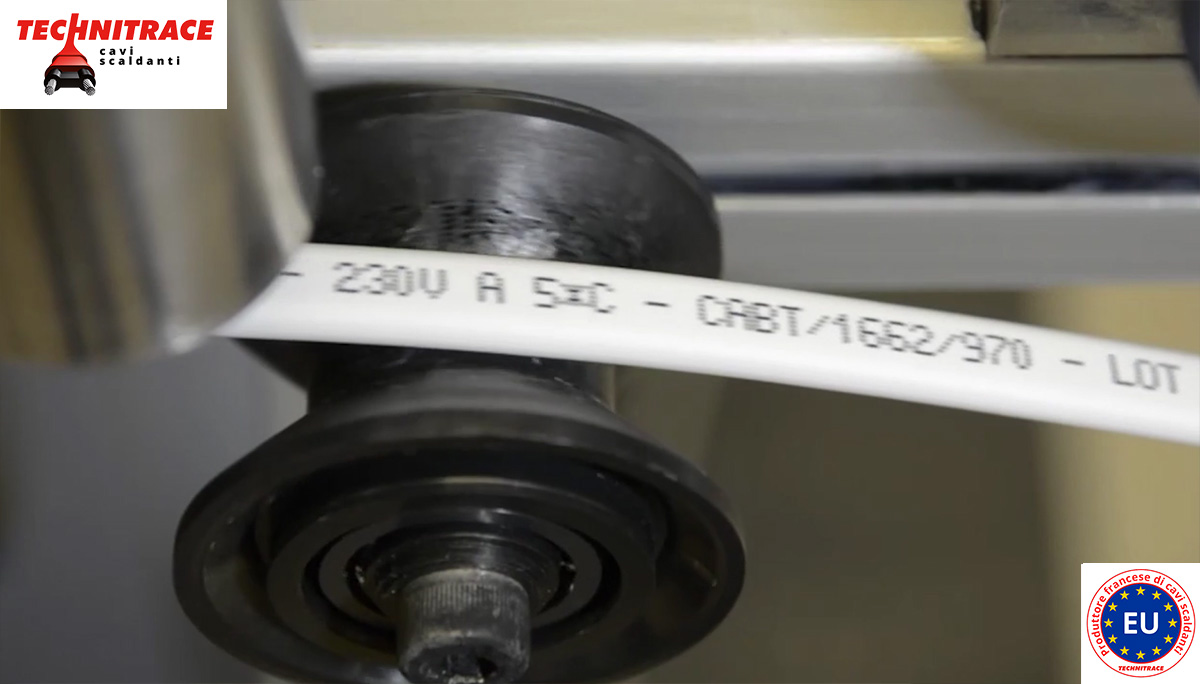 TECHNITRACE
cavi
scaldanti
- 230V A 5¤C - CABT/1662/970 - LOT
Produttore francese di cavi scaldanti
EU
TECHNITRACE